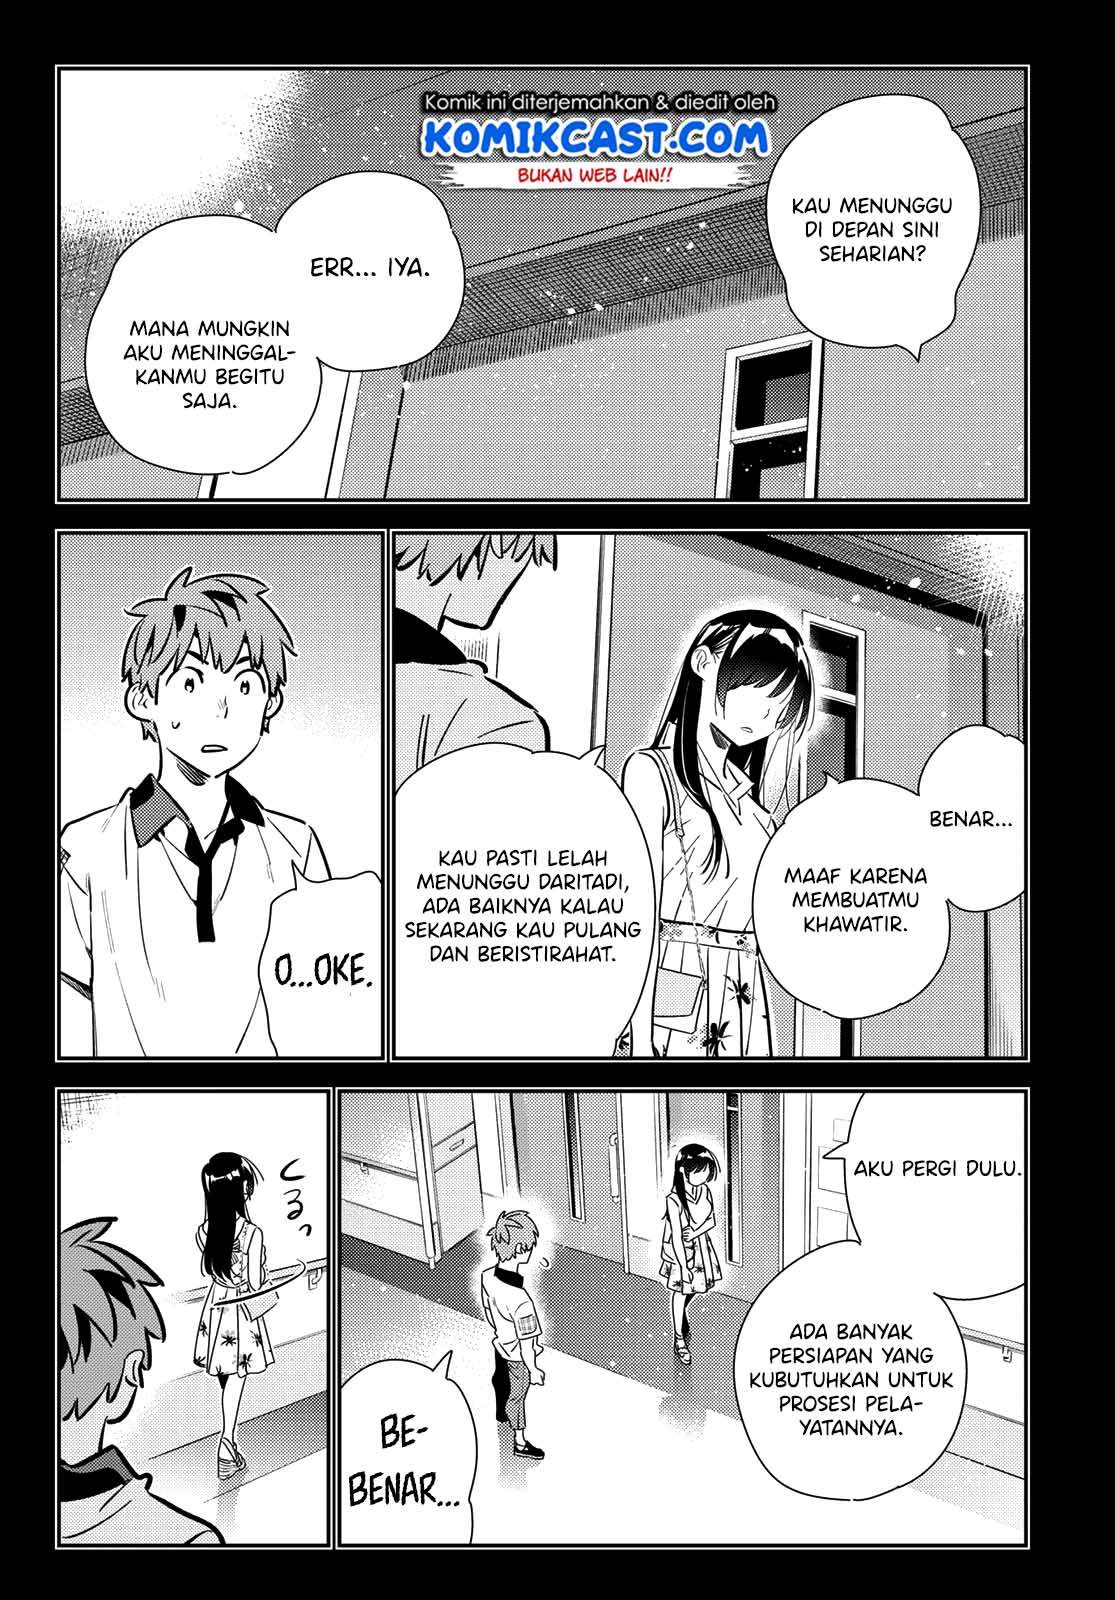 Komik ini diterjemahkan & diedit oleh
KOMIKCAST.COM
BUKAN WEB LAIN!!
KAU MENUNGGU
DI DEPAN SINI
SEHARIAN?
ERR... IYA.
MANA MUNGKIN
AKU MENINGGAL-
KANMU BEGITU
SAJA.
BENAR...
MAAF KARENA
MEMBUATMU
KHAWATIR.
KAU PASTI LELAH
MENUNGGU DARITADI,
ADA BAIKNYA KALAU
SEKARANG KAU PULANG
DAN BERISTIRAHAT.
O...OKE.
AKU PERGI DULU.
ADA BANYAK
PERSIAPAN YANG
KUBUTUHKAN UNTUK
PROSESI PELA-
YATANNYA.
BE-
BENAR...
くるっ